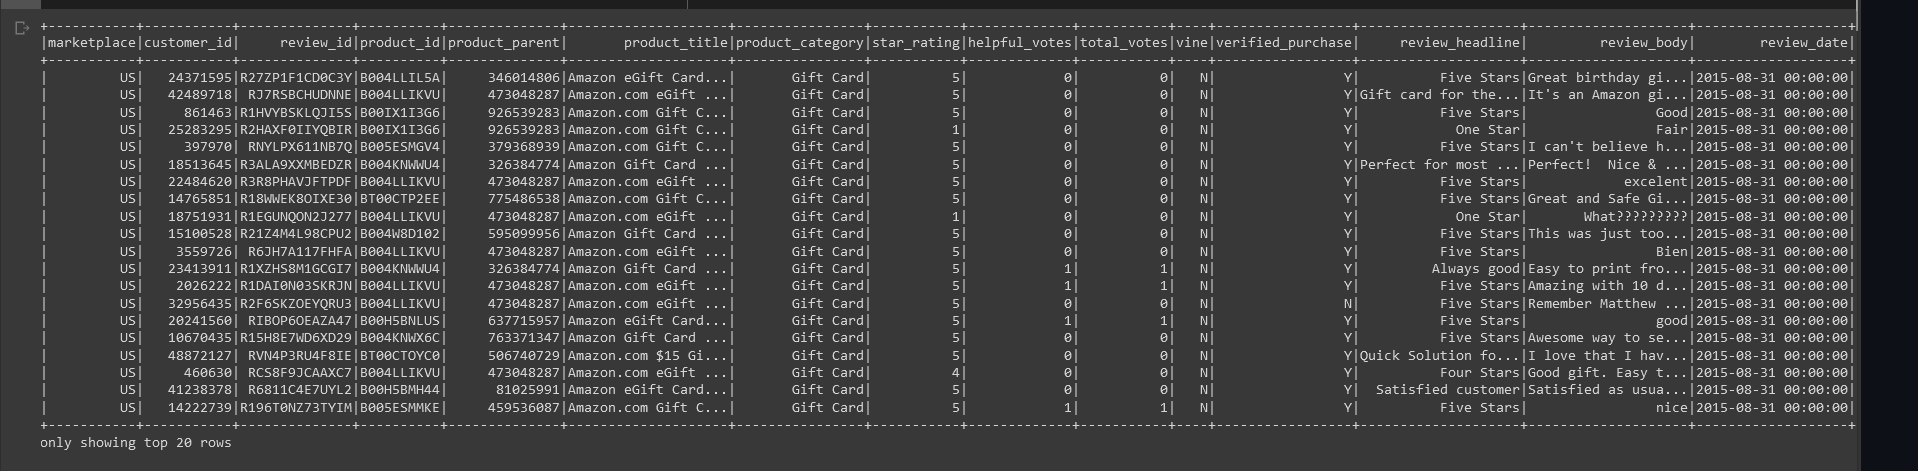 +-----------+-----------+--------------+----------+--------------+--------------------+----------------+-----------+-------------+-----------+----+-----------------+--------------------+--------------------+-------------------+
|marketplace|customer_id|     review_id|product_id|product_parent|       product_title|product_category|star_rating|helpful_votes|total_votes|vine|verified_purchase|     review_headline|         review_body|        review_date|
+-----------+-----------+--------------+----------+--------------+--------------------+----------------+-----------+-------------+-----------+----+-----------------+--------------------+--------------------+-------------------+
|         US|   24371595|R27ZP1F1CD0C3Y|B004LLIL5A|     346014806|Amazon eGift Card...|       Gift Card|          5|            0|          0|   N|                Y|          Five Stars|Great birthday gi...|2015-08-31 00:00:00|
|         US|   42489718| RJ7RSBCHUDNNE|B004LLIKVU|     473048287|Amazon.com eGift ...|       Gift Card|          5|            0|          0|   N|                Y|Gift card for the...|It's an Amazon gi...|2015-08-31 00:00:00|
|         US|     861463|R1HVYBSKLQJI5S|B00IX1I3G6|     926539283|Amazon.com Gift C...|       Gift Card|          5|            0|          0|   N|                Y|          Five Stars|                Good|2015-08-31 00:00:00|
|         US|   25283295|R2HAXF0IIYQBIR|B00IX1I3G6|     926539283|Amazon.com Gift C...|       Gift Card|          1|            0|          0|   N|                Y|            One Star|                Fair|2015-08-31 00:00:00|
|         US|     397970| RNYLPX611NB7Q|B005ESMGV4|     379368939|Amazon.com Gift C...|       Gift Card|          5|            0|          0|   N|                Y|          Five Stars|I can't believe h...|2015-08-31 00:00:00|
|         US|   18513645|R3ALA9XXMBEDZR|B004KNWWU4|     326384774|Amazon Gift Card ...|       Gift Card|          5|            0|          0|   N|                Y|Perfect for most ...|Perfect!  Nice & ...|2015-08-31 00:00:00|
|         US|   22484620|R3R8PHAVJFTPDF|B004LLIKVU|     473048287|Amazon.com eGift ...|       Gift Card|          5|            0|          0|   N|                Y|          Five Stars|            excelent|2015-08-31 00:00:00|
|         US|   14765851|R18WWEK8OIXE30|BT00CTP2EE|     775486538|Amazon.com Gift C...|       Gift Card|          5|            0|          0|   N|                Y|          Five Stars|Great and Safe Gi...|2015-08-31 00:00:00|
|         US|   18751931|R1EGUNQON2J277|B004LLIKVU|     473048287|Amazon.com eGift ...|       Gift Card|          1|            0|          0|   N|                Y|            One Star|       What?????????|2015-08-31 00:00:00|
|         US|   15100528|R21Z4M4L98CPU2|B004W8D102|     595099956|Amazon Gift Card ...|       Gift Card|          5|            0|          0|   N|                Y|          Five Stars|This was just too...|2015-08-31 00:00:00|
|         US|    3559726| R6JH7A117FHFA|B004LLIKVU|     473048287|Amazon.com eGift ...|       Gift Card|          5|            0|          0|   N|                Y|          Five Stars|                Bien|2015-08-31 00:00:00|
|         US|   23413911|R1XZHS8M1GCGI7|B004KNWWU4|     326384774|Amazon Gift Card ...|       Gift Card|          5|            1|          1|   N|                Y|         Always good|Easy to print fro...|2015-08-31 00:00:00|
|         US|    2026222|R1DAI0N03SKRJN|B004LLIKVU|     473048287|Amazon.com eGift ...|       Gift Card|          5|            1|          1|   N|                Y|          Five Stars|Amazing with 10 d...|2015-08-31 00:00:00|
|         US|   32956435|R2F6SKZOEYQRU3|B004LLIKVU|     473048287|Amazon.com eGift ...|       Gift Card|          5|            0|          0|   N|                N|          Five Stars|Remember Matthew ...|2015-08-31 00:00:00|
|         US|   20241560| RIBOP6OEAZA47|B00H5BNLUS|     637715957|Amazon eGift Card...|       Gift Card|          5|            1|          1|   N|                Y|          Five Stars|                good|2015-08-31 00:00:00|
|         US|   10670435|R15H8E7WD6XD29|B004KNWX6C|     763371347|Amazon Gift Card ...|       Gift Card|          5|            0|          0|   N|                Y|          Five Stars|Awesome way to se...|2015-08-31 00:00:00|
|         US|   48872127| RVN4P3RU4F8IE|BT00CTOYC0|     506740729|Amazon.com $15 Gi...|       Gift Card|          5|            0|          0|   N|                Y|Quick Solution fo...|I love that I hav...|2015-08-31 00:00:00|
|         US|     460630| RCS8F9JCAAXC7|B004LLIKVU|     473048287|Amazon.com eGift ...|       Gift Card|          4|            0|          0|   N|                Y|          Four Stars|Good gift. Easy t...|2015-08-31 00:00:00|
|         US|   41238378| R6811C4E7UYL2|B00H5BMH44|      81025991|Amazon eGift Card...|       Gift Card|          5|            0|          0|   N|                Y|  Satisfied customer|Satisfied as usua...|2015-08-31 00:00:00|
|         US|   14222739|R196T0NZ73TYIM|B005ESMMKE|     459536087|Amazon.com Gift C...|       Gift Card|          5|            1|          1|   N|                Y|          Five Stars|                nice|2015-08-31 00:00:00|
+-----------+-----------+--------------+----------+--------------+--------------------+----------------+-----------+-------------+-----------+----+-----------------+--------------------+--------------------+-------------------+
only showing top 20 rows